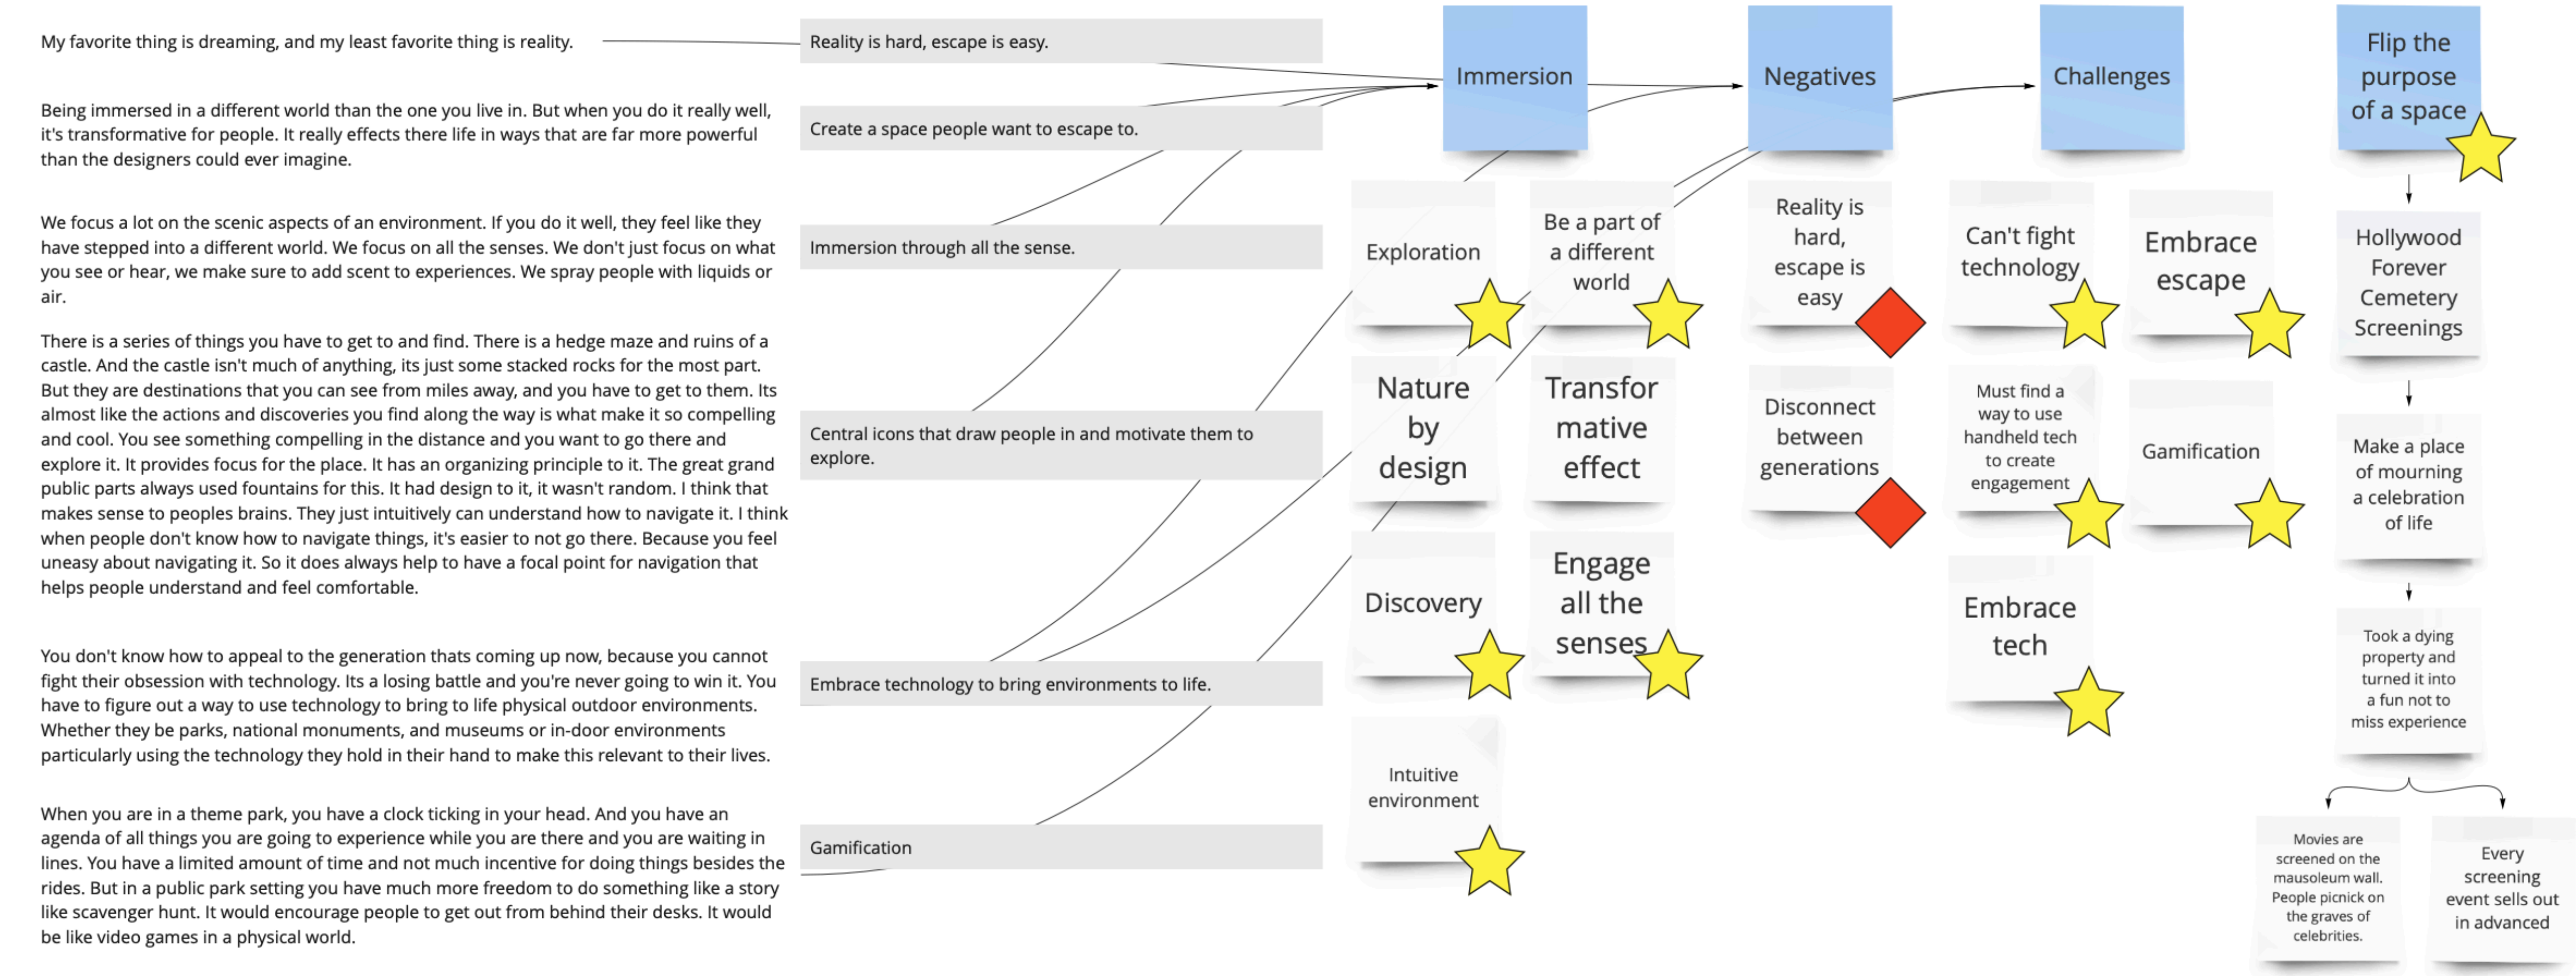 My favorite thing is dreaming, and my least favorite thing is reality.
Being immersed in a different world than the one you live in. But when you do it really well,
it's transformative for people. It really effects there life in ways that are far more powerful
than the designers could ever imagine.
We focus a lot on the scenic aspects of an environment. If you do it well, they feel like they
have stepped into a different world. We focus on all the senses. We don't just focus on what
you see or hear, we make sure to add scent to experiences. We spray people with liquids or
air.
There is a series of things you have to get to and find. There is a hedge maze and ruins of a
castle. And the castle isn't much of anything, its just some stacked rocks for the most part.
But they are destinations that you can see from miles away, and you have to get to them. Its
almost like the actions and discoveries you find along the way is what make it so compelling
and cool. You see something compelling in the distance and you want to go there and
explore it. It provides focus for the place. It has an organizing principle to it. The great grand
public parts always used fountains for this. It had design to it, it wasn't random. I think that
makes sense to peoples brains. They just intuitively can understand how to navigate it. I think
when people don't know how to navigate things, it's easier to not go there. Because you feel
uneasy about navigating it. So it does always help to have a focal point for navigation that
helps people understand and feel comfortable.
You don't know how to appeal to the generation thats coming up now, because you cannot
fight their obsession with technology. Its a losing battle and you're never going to win it. You
have to figure out a way to use technology to bring to life physical outdoor environments.
Whether they be parks, national monuments, and museums or in-door environments
particularly using the technology they hold in their hand to make this relevant to their lives.
When you are in a theme park, you have a clock ticking in your head. And you have an
agenda of all things you are going to experience while you are there and you are waiting in
lines. You have a limited amount of time and not much incentive for doing things besides the
rides. But in a public park setting you have much more freedom to do something like a story
like scavenger hunt. It would encourage people to get out from behind their desks. It would
be like video games in a physical world.
Reality is hard, escape is easy.
Create a space people want to escape to.
Immersion through all the sense.
Central icons that draw people in and motivate them to
explore.
Embrace technology to bring environments to life.
Gamification
Immersion
Exploration
Be a part of
a different
world
Nature
by
design
Transfor
mative
effect
Discovery
Engage
all the
senses
Intuitive
environment
Negatives
Reality is
hard,
escape is
easy
Disconnect
between
generations
Challenges
Can't fight
technology
Embrace
escape
Must find a
way to use
handheld tech
to create
engagement
Gamification
Embrace
tech
Flip the
purpose
of a space
Hollywood
Forever
Cemetery
Screenings
Make a place
of mourning
a celebration
of life
Took a dying
property and
turned it into
a fun not to
miss experience
Movies are
screened on the
mausoleum wall.
People picnick on
the graves of
celebrities.
Every
screening
event sells out
in advanced